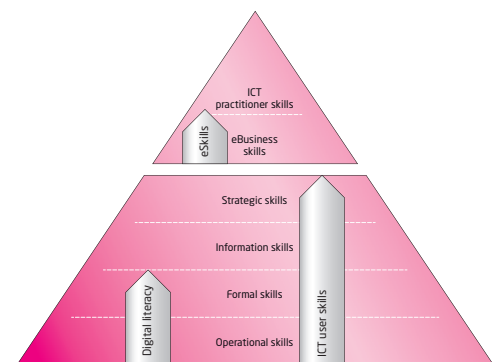 ICT
practitioner skills
eSkills
eBusiness
skills
Strategic skills
Information skills
Formal skills
Operational skills
Digital literacy
ICT user skills